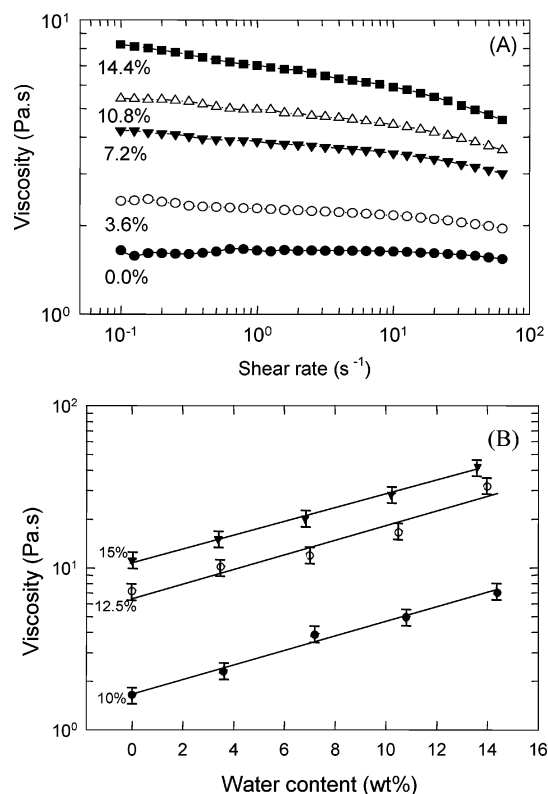 10¹
(A)
14.4%
10.8%
7.2%
3.6%
0.0%
Viscosity (Pa.s)
10⁰
10⁻¹ 10⁰ 10¹ 10²
Shear rate (s⁻¹)
10²
(B)
15%
10¹
12.5%
Viscosity (Pa.s)
10%
10⁰
0 2 4 6 8 10 12 14 16
Water content (wt%)